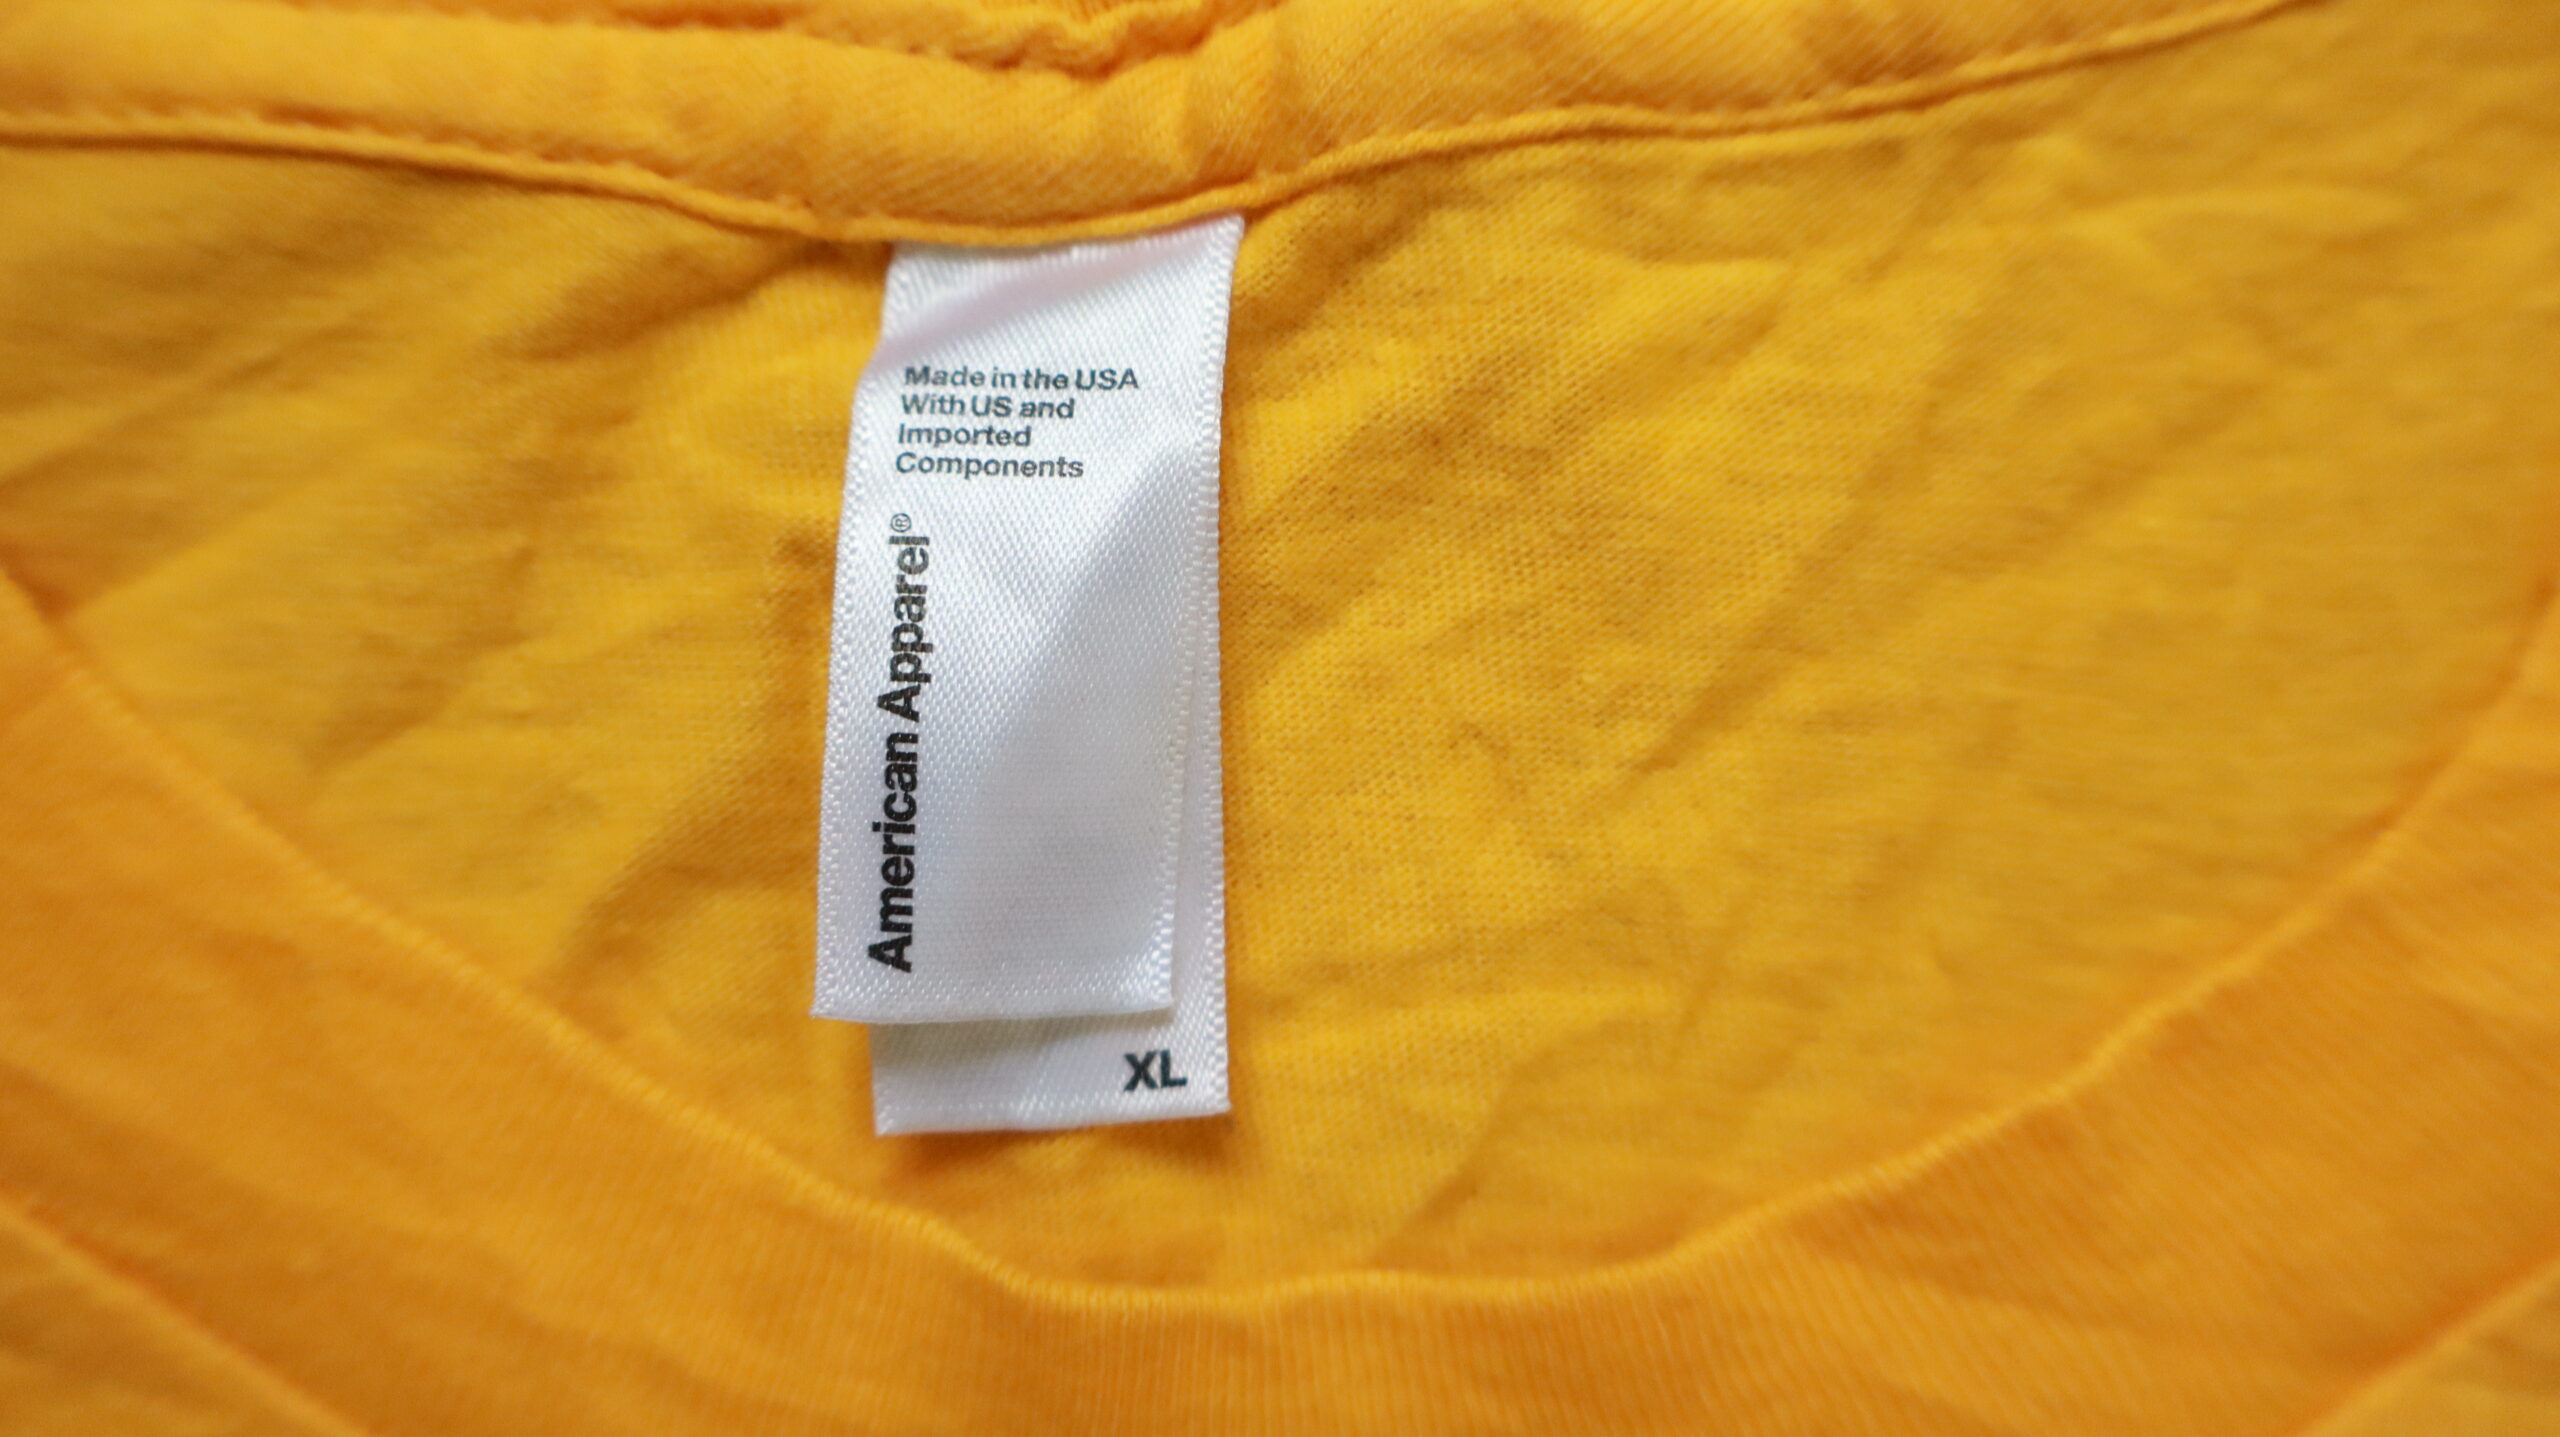 Made in the USA
With US and
Imported
Components
American Apparel®
XL